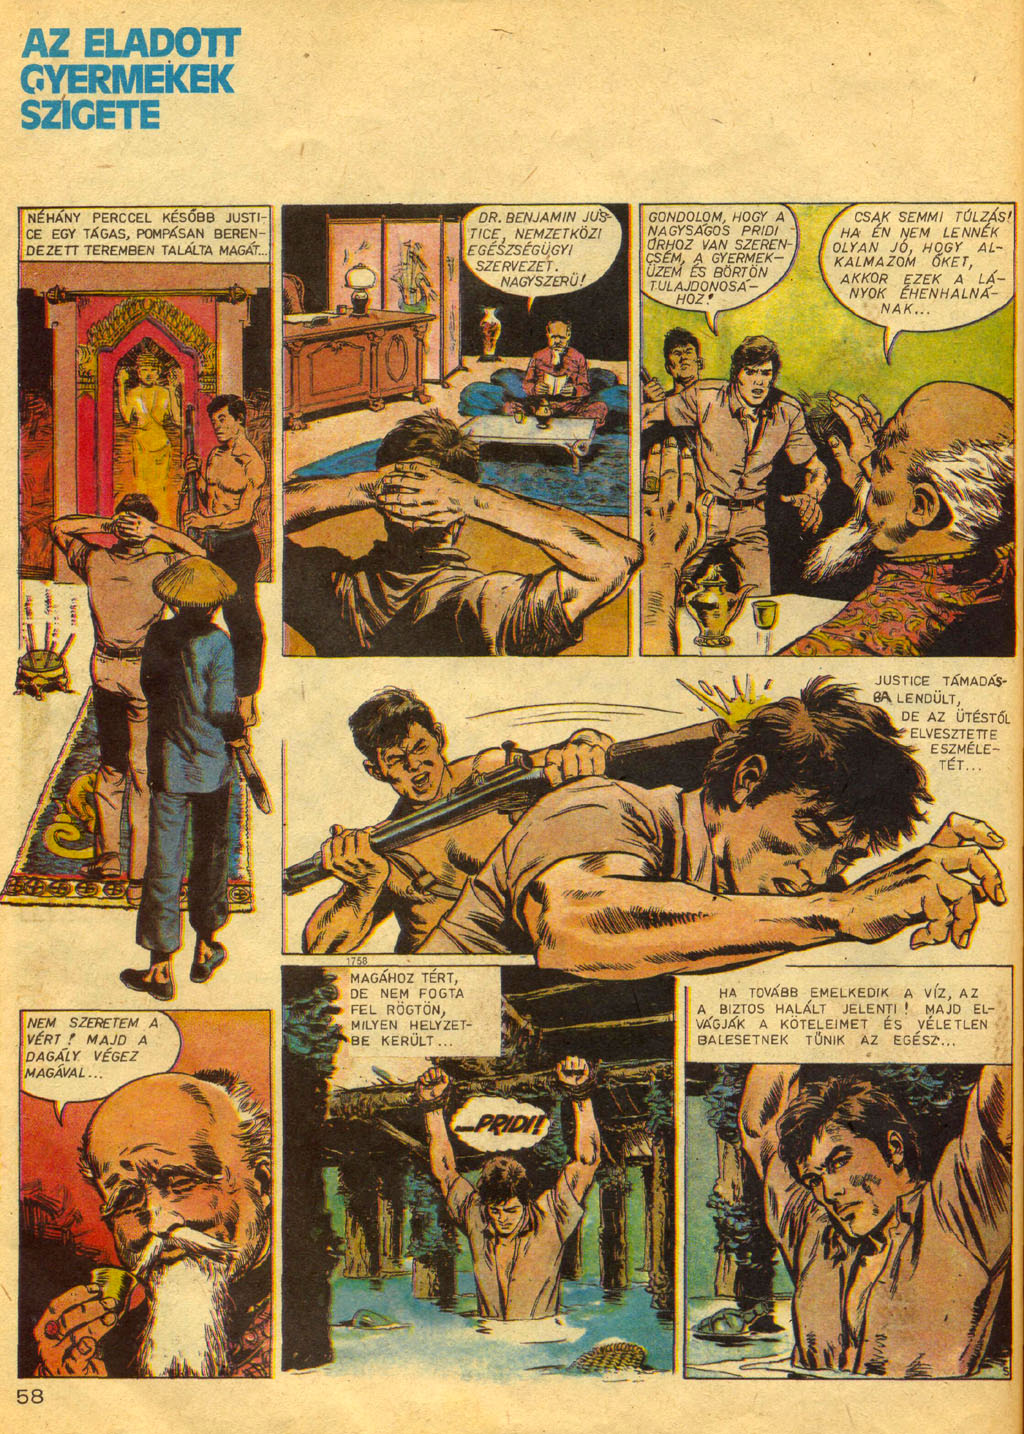 AZ ELADOTT
GYERMEKEK
SZIGETE
NÉHÁNY PERCCEL KÉSŐBB JUSTI-
CE EGY TÁGAS, POMPÁSAN BEREN-
DEZETT TEREMBEN TALÁLTA MAGÁT...
DR. BENJAMIN JUS-
TICE, NEMZETKÖZI
EGÉSZSÉGÜGYI
SZERVEZET.
NAGYSZERŰ!
GONDOLOM, HOGY A
NAGYSÁGOS PRIDI
ÚRHOZ VAN SZEREN-
CSÉM, A GYERMEK-
ÜZEM ÉS BÖRTÖN
TULAJDONOSÁ-
HOZ!
CSAK SEMMI TÚLZÁS!
HA ÉN NEM LENNÉK
OLYAN JÓ, HOGY AL-
KALMAZOM ŐKET,
AKKOR EZEK A LÁ-
NYOK ÉHENHALNÁ-
NAK...
JUSTICE TÁMADÁS-
BA LENDÜLT,
DE AZ ÜTÉSTŐL
ELVESZTETTE
ESZMÉLE-
TÉT...
NEM SZERETEM A
VÉRT! MAJD A
DAGÁLY VÉGEZ
MAGÁVAL...
1758
MAGÁHOZ TÉRT,
DE NEM FOGTA
FEL RÖGTÖN,
MILYEN HELYZET-
BE KERÜLT...
...PRIDI!
HA TOVÁBB EMELKEDIK A VÍZ, AZ
A BIZTOS HALÁLT JELENTI! MAJD EL-
VÁGJÁK A KÖTELEIMET ÉS VÉLETLEN
BALESETNEK TŰNIK AZ EGÉSZ...
58